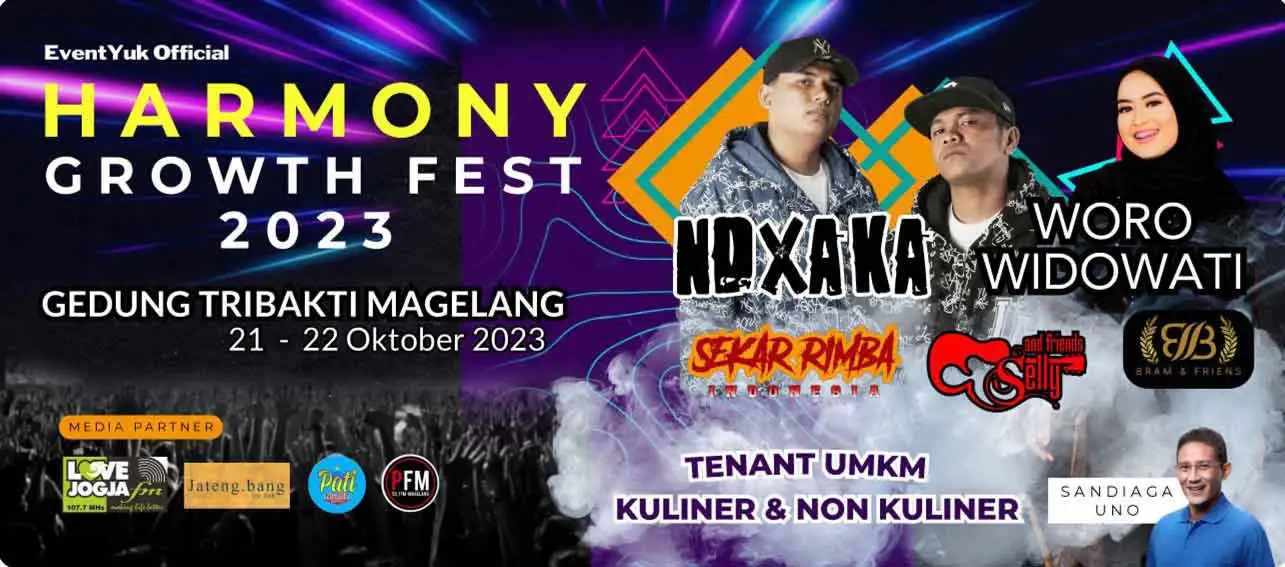 EventYuk Official
HARMONY
GROWTH FEST
2023
GEDUNG TRIBAKTI MAGELANG
21 - 22 Oktober 2023
MEDIA PARTNER
LOVE
JOGJA fm
107.7 MHz
Jateng.bang
Pati
PFM
MAGELANG
NY
NDXAKA
WORO
WIDOWATI
SEKAR RIMBA
INDONESIA
and friends
Selly
BRAM & FRIENS
TENANT UMKM
KULINER & NON KULINER
SANDIAGA
UNO